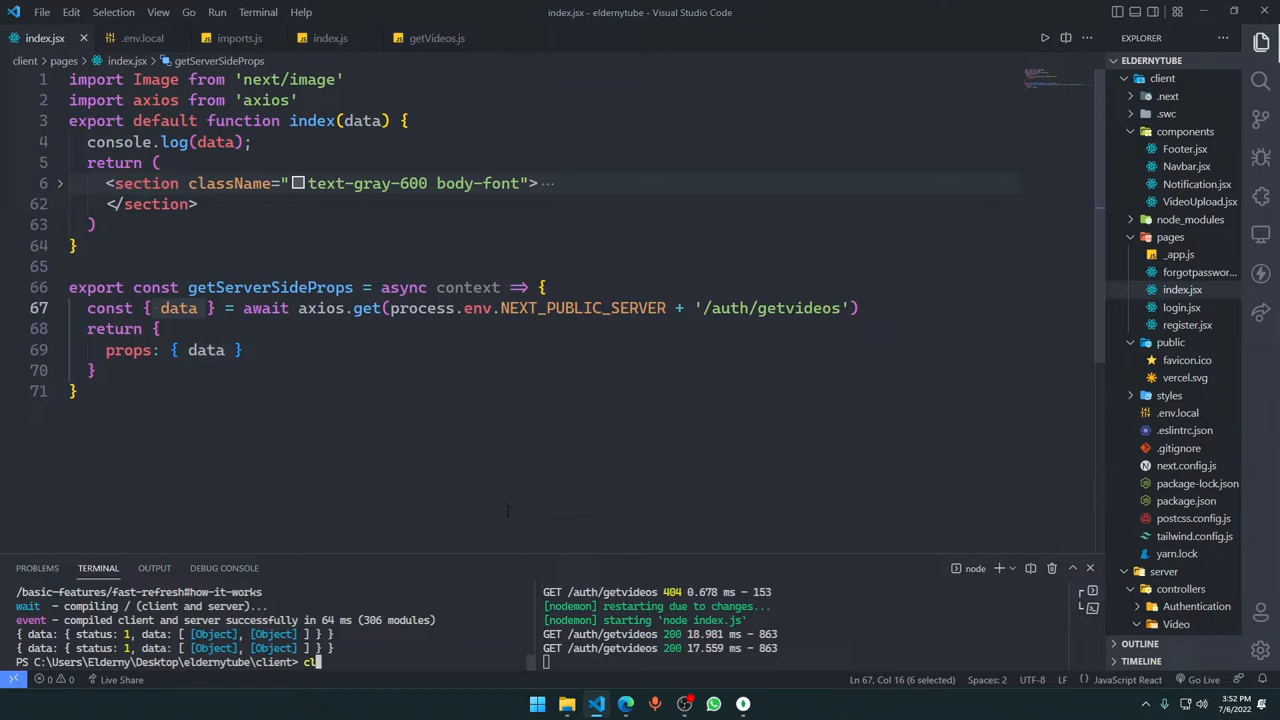 File Edit Selection View Go Run Terminal Help index.jsx - eldernytube - Visual Studio Code
index.jsx .env.local imports.js index.js getVideos.js
client > pages > index.jsx > getServerSideProps
1 import Image from 'next/image'
2 import axios from 'axios'
3 export default function index(data) {
4 console.log(data);
5 return (
6 <section className="text-gray-600 body-font">···
62 </section>
63 )
64 }
65
66 export const getServerSideProps = async context => {
67 const { data } = await axios.get(process.env.NEXT_PUBLIC_SERVER + '/auth/getvideos')
68 return {
69 props: { data }
70 }
71 }
EXPLORER ···
ELDERNYTUBE
client
.next
.swc
components
Footer.jsx
Navbar.jsx
Notification.jsx
VideoUpload.jsx
node_modules
pages
_app.js
forgotpasswor...
index.jsx
login.jsx
register.jsx
public
favicon.ico
vercel.svg
styles
.env.local
.eslintrc.json
.gitignore
next.config.js
package-lock.json
package.json
postcss.config.js
tailwind.config.js
yarn.lock
server
controllers
Authentication
Video
OUTLINE
TIMELINE
PROBLEMS TERMINAL OUTPUT DEBUG CONSOLE node
/basic-features/fast-refresh#how-it-works
wait - compiling / (client and server)...
event - compiled client and server successfully in 64 ms (306 modules)
{ data: { status: 1, data: [ [Object], [Object] ] } }
{ data: { status: 1, data: [ [Object], [Object] ] } }
PS C:\Users\Elderny\Desktop\eldernytube\client> cl
GET /auth/getvideos 404 0.678 ms - 153
[nodemon] restarting due to changes...
[nodemon] starting `node index.js`
GET /auth/getvideos 200 18.981 ms - 863
GET /auth/getvideos 200 17.559 ms - 863
0 0 Live Share Ln 67, Col 16 (6 selected) Spaces: 2 UTF-8 LF JavaScript React Go Live
3:52 PM
7/6/2022